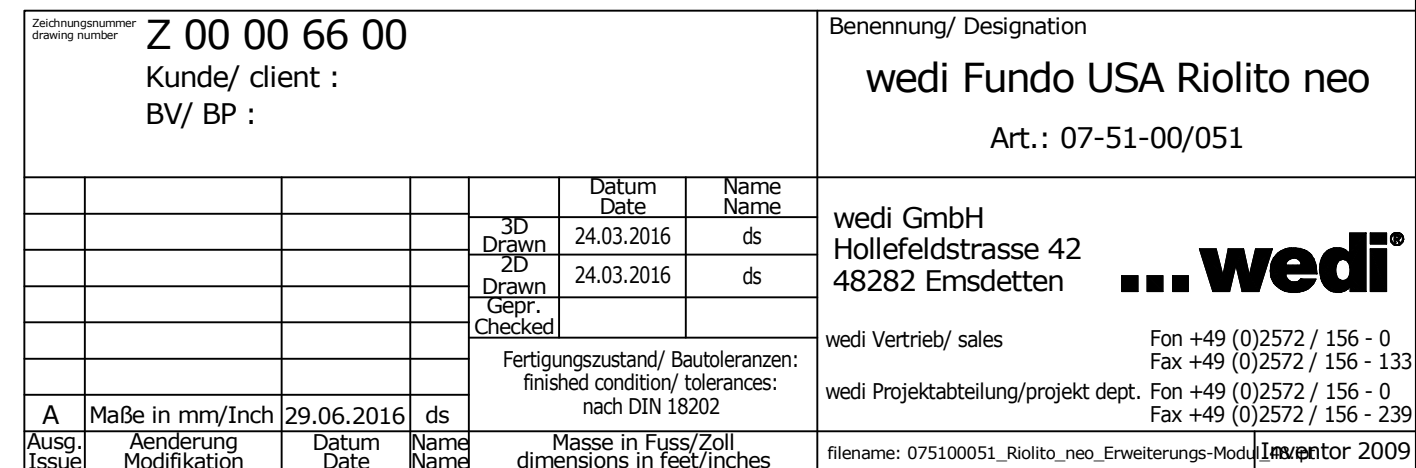 Zeichnungsnummer
drawing number
Z 00 00 66 00
Kunde/ client :
BV/ BP :
Benennung/ Designation
wedi Fundo USA Riolito neo
Art.: 07-51-00/051
Datum
Date
Name
Name
3D
Drawn
24.03.2016
ds
2D
Drawn
24.03.2016
ds
Gepr.
Checked
Fertigungszustand/ Bautoleranzen:
finished condition/ tolerances:
nach DIN 18202
A
Maße in mm/Inch
29.06.2016
ds
Ausg.
Issue
Aenderung
Modifikation
Datum
Date
Name
Name
Masse in Fuss/Zoll
dimensions in feet/inches
wedi GmbH
Hollefeldstrasse 42
48282 Emsdetten
...wedi®
wedi Vertrieb/ sales
Fon +49 (0)2572 / 156 - 0
Fax +49 (0)2572 / 156 - 133
wedi Projektabteilung/projekt dept.
Fon +49 (0)2572 / 156 - 0
Fax +49 (0)2572 / 156 - 239
filename:
Inventor 2009